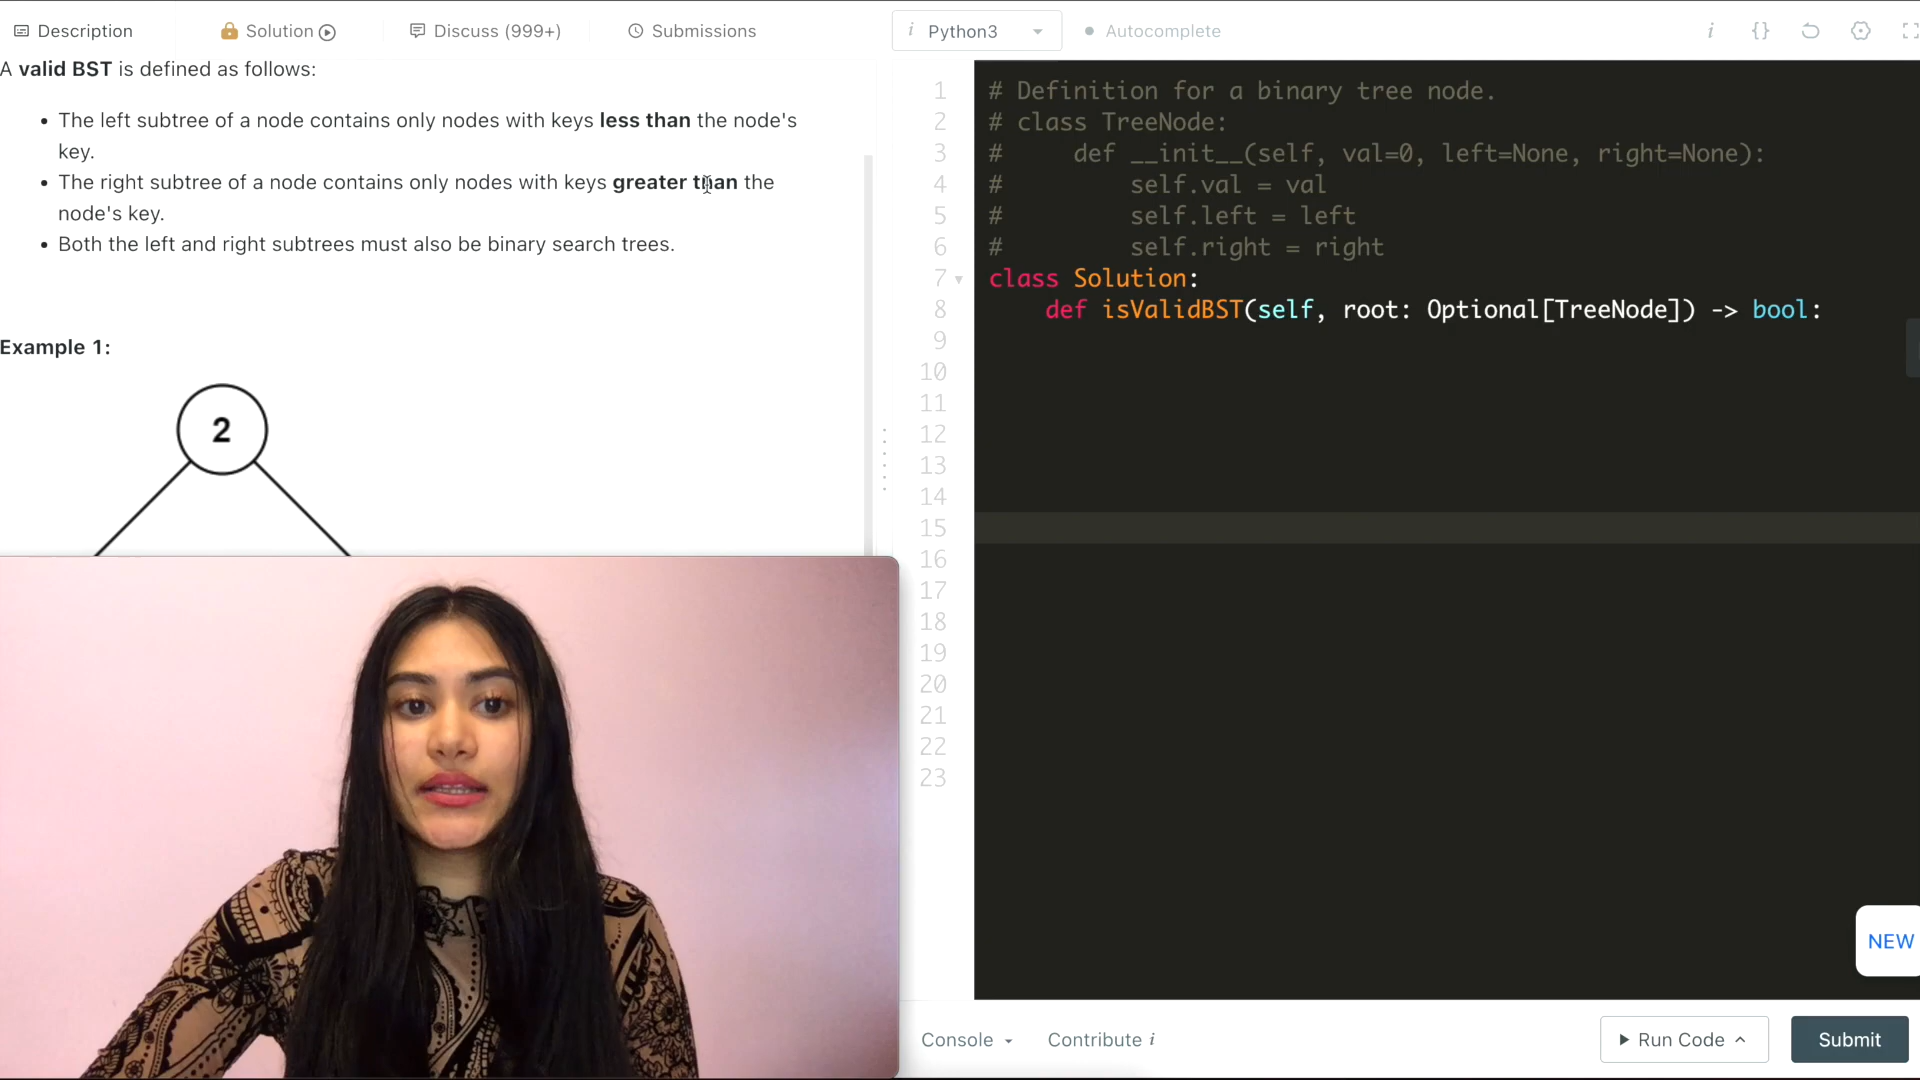 Description
Solution
Discuss (999+)
Submissions
i Python3
Autocomplete
i {}
A valid BST is defined as follows:
• The left subtree of a node contains only nodes with keys less than the node's
key.
• The right subtree of a node contains only nodes with keys greater than the
node's key.
• Both the left and right subtrees must also be binary search trees.
Example 1:
2
1 # Definition for a binary tree node.
2 # class TreeNode:
3 #     def __init__(self, val=0, left=None, right=None):
4 #         self.val = val
5 #         self.left = left
6 #         self.right = right
7 class Solution:
8     def isValidBST(self, root: Optional[TreeNode]) -> bool:
9
10
11
12
13
14
15
16
17
18
19
20
21
22
23
NEW
Console
Contribute i
Run Code
Submit